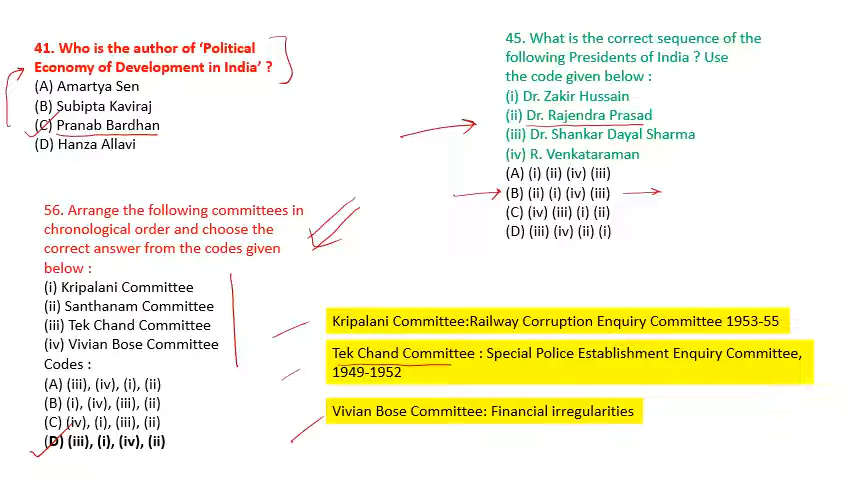 41. Who is the author of ‘Political
Economy of Development in India’ ?
(A) Amartya Sen
(B) Subipta Kaviraj
(C) Pranab Bardhan
(D) Hanza Allavi
45. What is the correct sequence of the
following Presidents of India ? Use
the code given below :
(i) Dr. Zakir Hussain
(ii) Dr. Rajendra Prasad
(iii) Dr. Shankar Dayal Sharma
(iv) R. Venkataraman
(A) (i) (ii) (iv) (iii)
(B) (ii) (i) (iv) (iii)
(C) (iv) (iii) (i) (ii)
(D) (iii) (iv) (ii) (i)
56. Arrange the following committees in
chronological order and choose the
correct answer from the codes given
below :
(i) Kripalani Committee
(ii) Santhanam Committee
(iii) Tek Chand Committee
(iv) Vivian Bose Committee
Codes :
(A) (iii), (iv), (i), (ii)
(B) (i), (iv), (iii), (ii)
(C) (iv), (i), (iii), (ii)
(D) (iii), (i), (iv), (ii)
Kripalani Committee:Railway Corruption Enquiry Committee 1953-55
Tek Chand Committee : Special Police Establishment Enquiry Committee,
1949-1952
Vivian Bose Committee: Financial irregularities